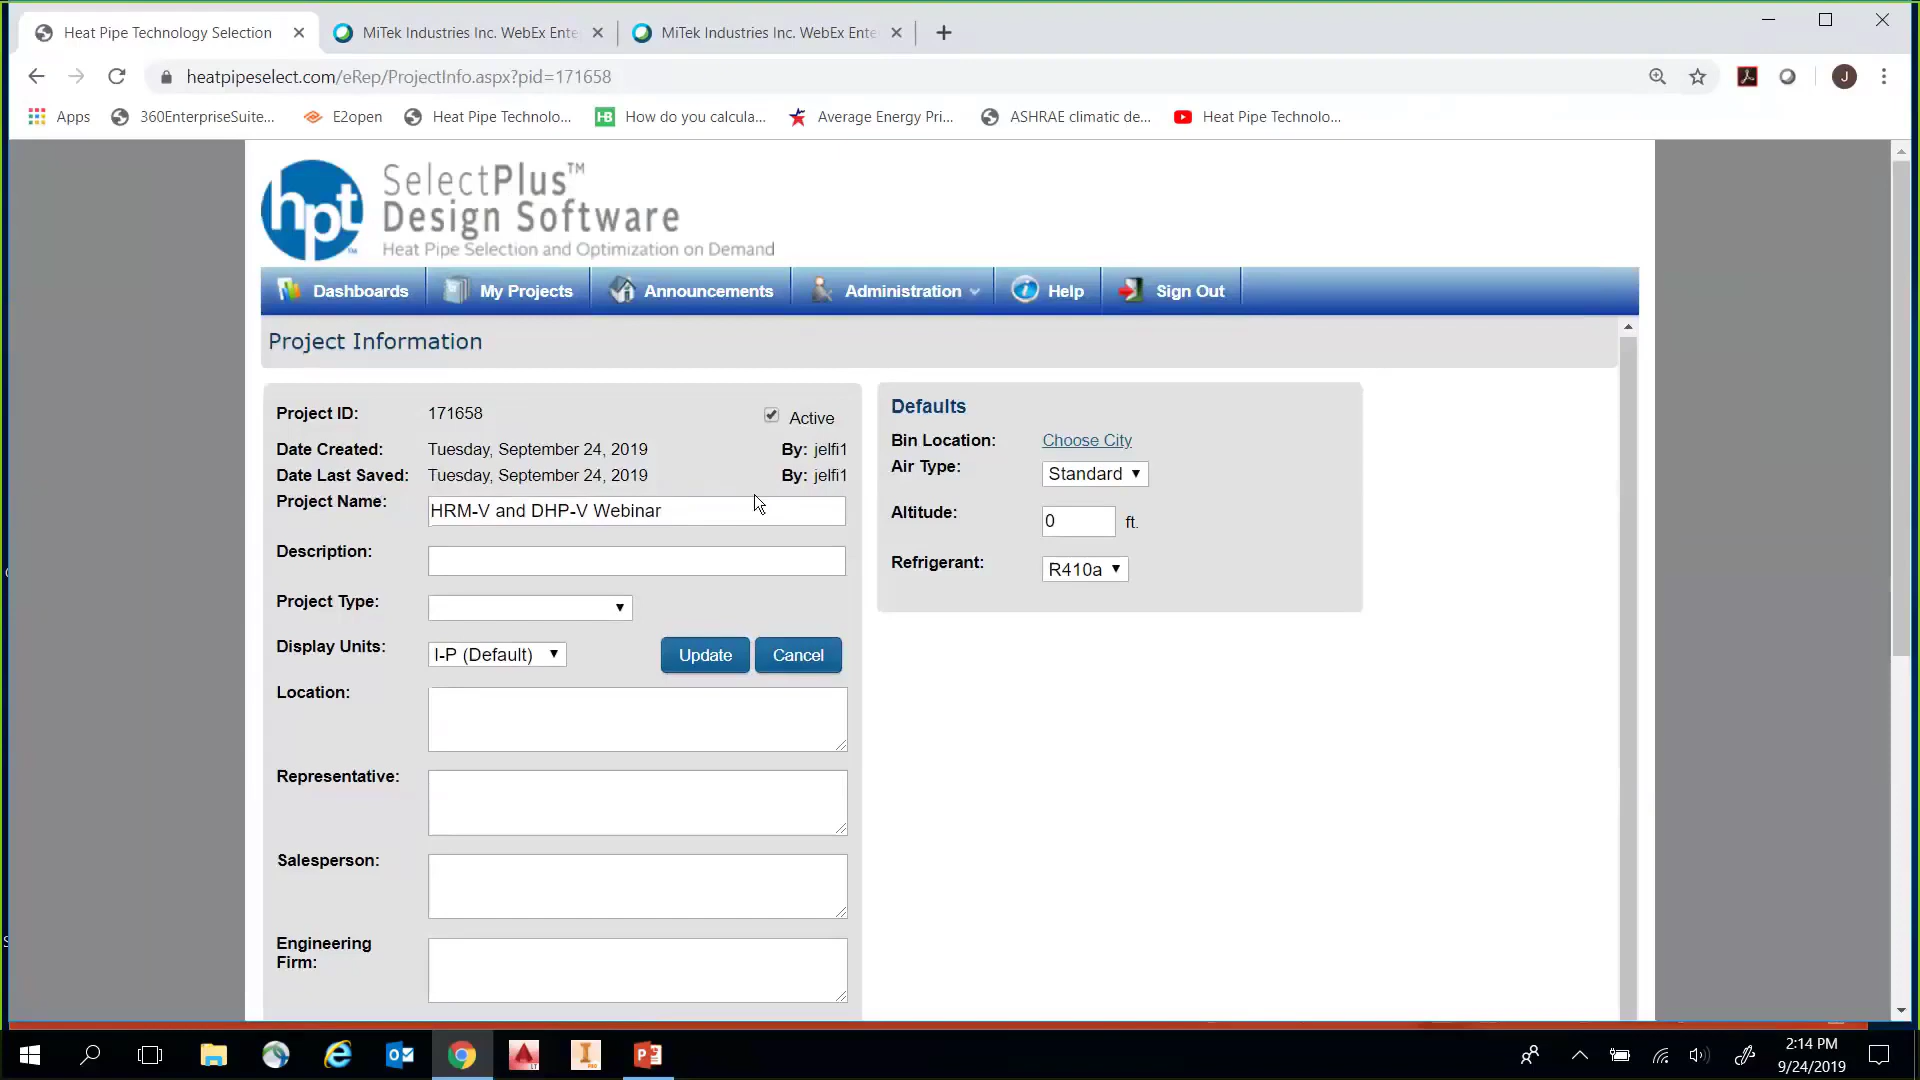 Heat Pipe Technology Selection
MiTek Industries Inc. WebEx Ente
MiTek Industries Inc. WebEx Ente
heatpipeselect.com/eRep/ProjectInfo.aspx?pid=171658
J
Apps
360EnterpriseSuite...
E2open
Heat Pipe Technolo...
HB How do you calcula...
Average Energy Pri...
ASHRAE climatic de...
Heat Pipe Technolo...
hpt
SelectPlus™
Design Software
Heat Pipe Selection and Optimization on Demand
Dashboards
My Projects
Announcements
Administration
Help
Sign Out
Project Information
Project ID: 171658 Active
Date Created: Tuesday, September 24, 2019 By: jelfi1
Date Last Saved: Tuesday, September 24, 2019 By: jelfi1
Project Name: HRM-V and DHP-V Webinar
Description:
Project Type:
Display Units: I-P (Default) Update Cancel
Location:
Representative:
Salesperson:
Engineering
Firm:
Defaults
Bin Location: Choose City
Air Type: Standard
Altitude: 0 ft.
Refrigerant: R410a
2:14 PM
9/24/2019